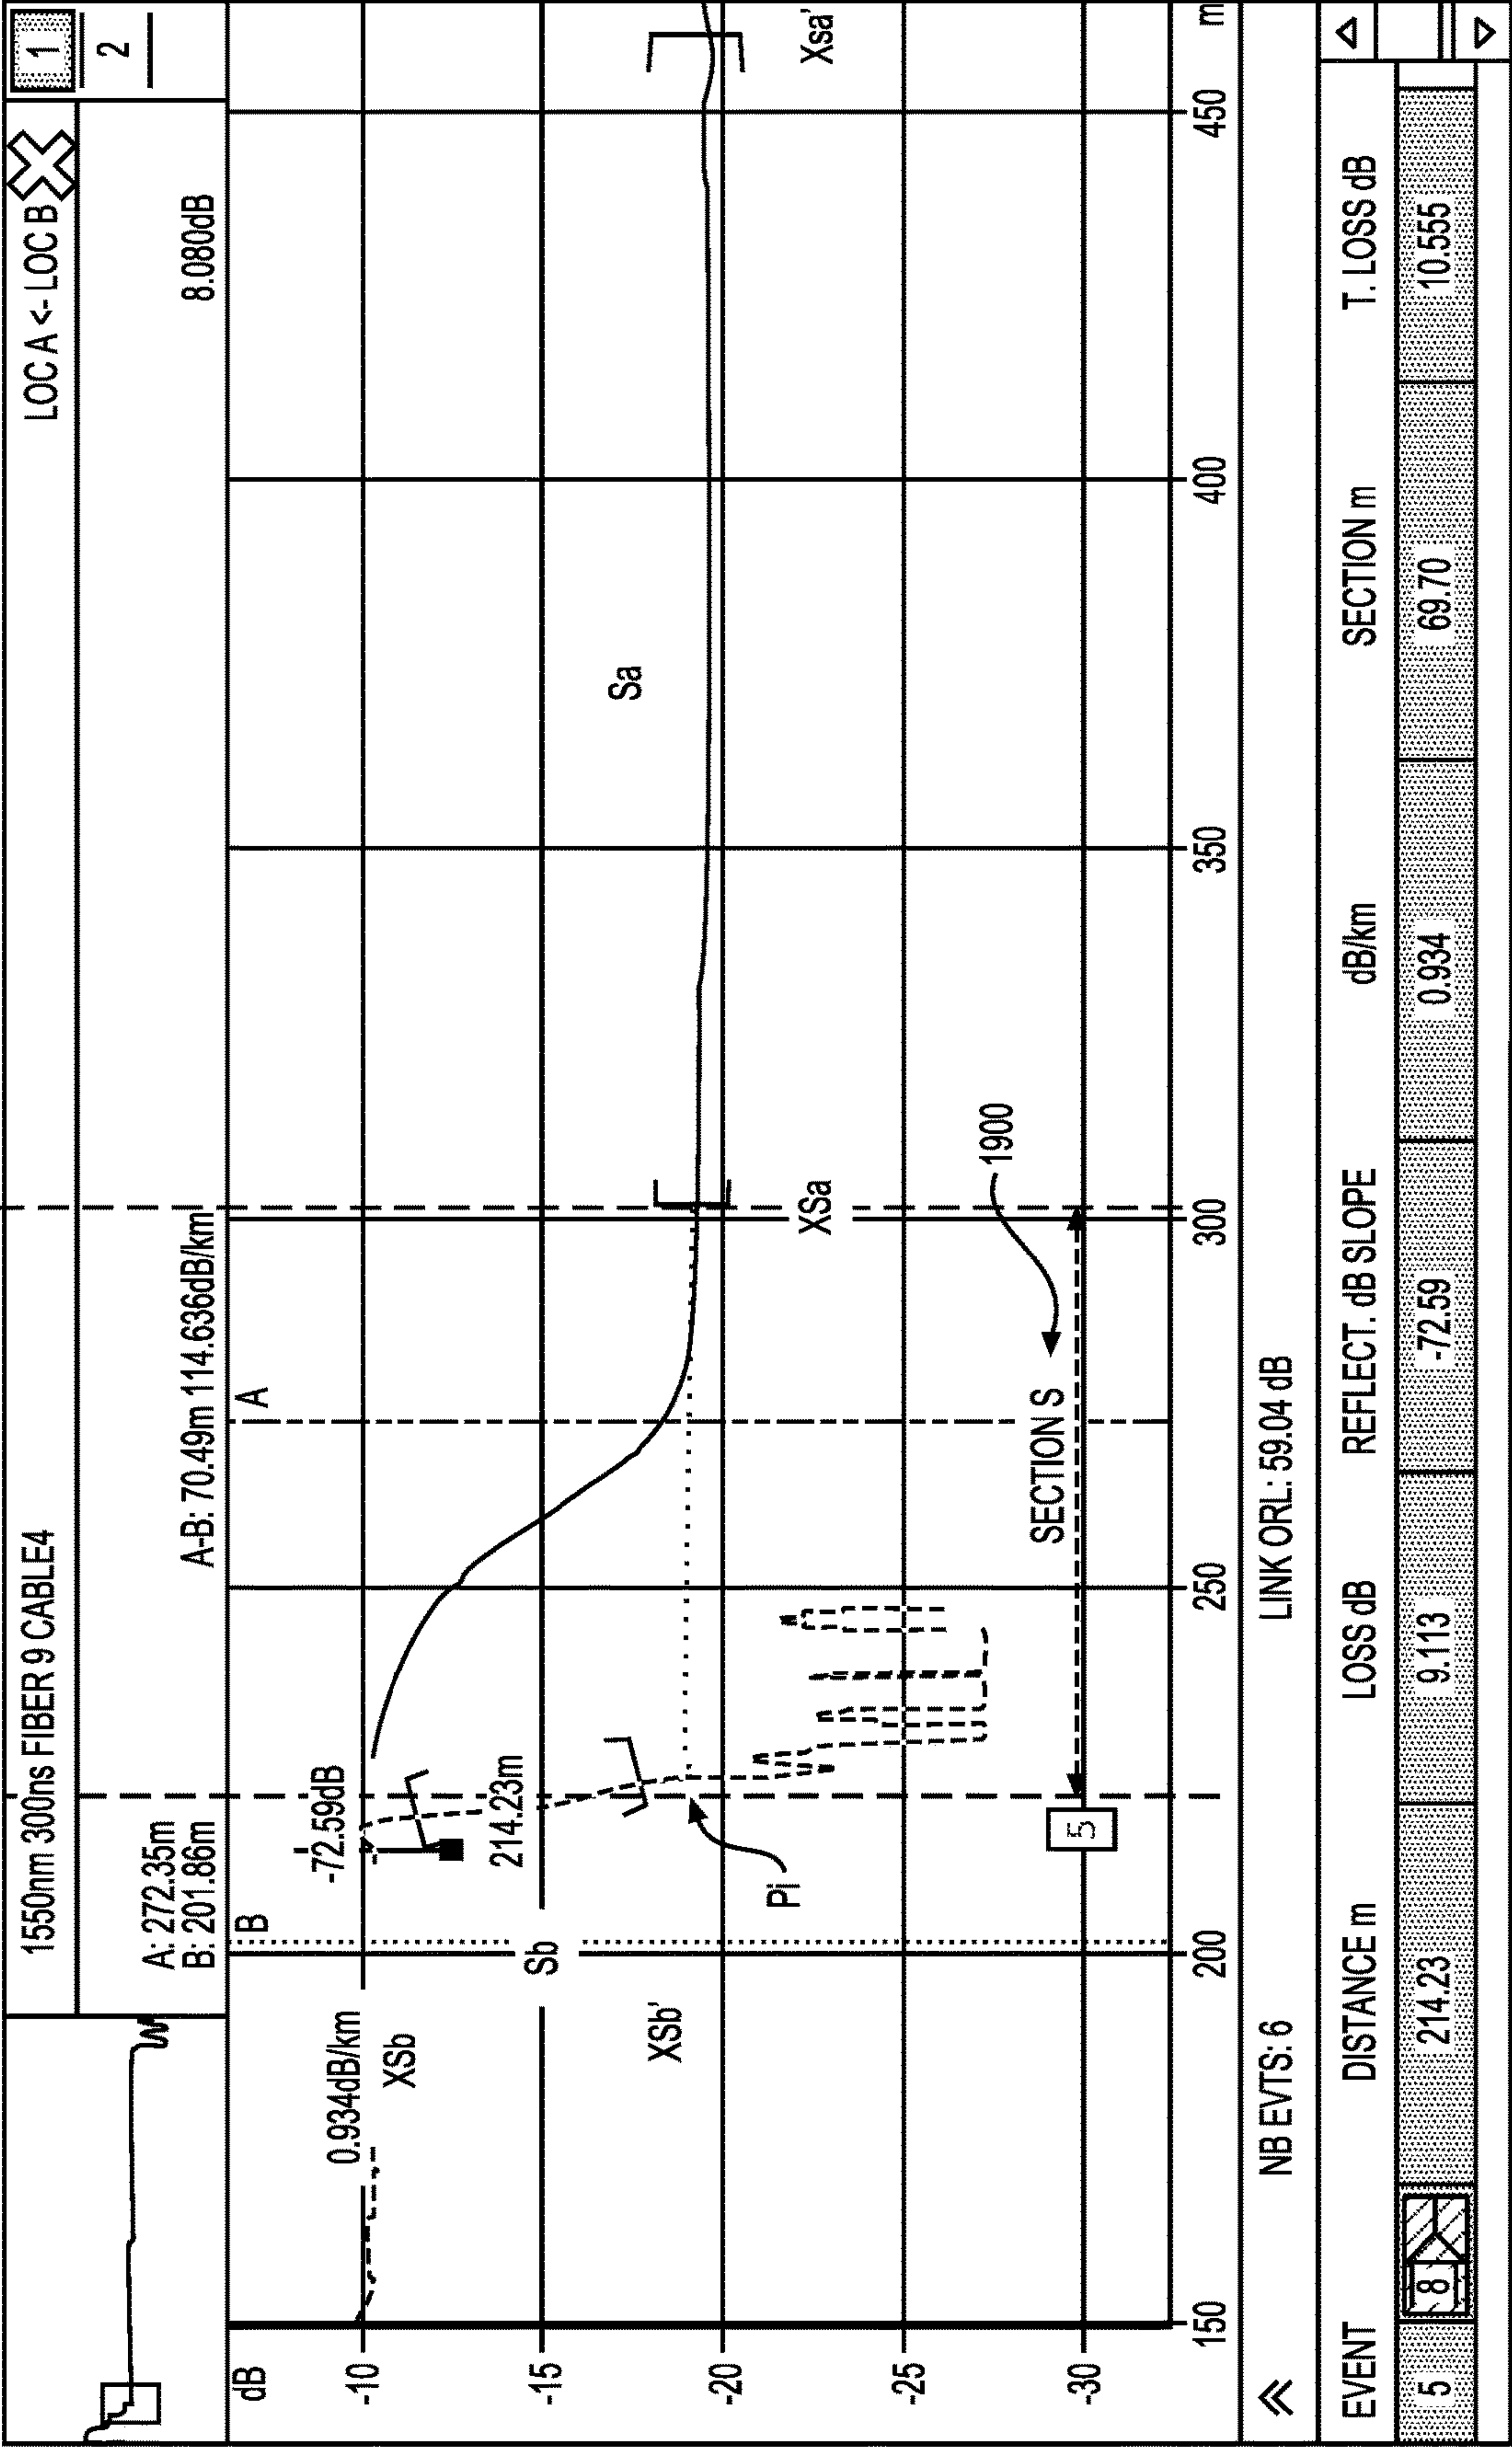 1550nm 300ns FIBER 9 CABLE4
LOC A <- LOC B
1
2
A: 272.35m
B: 201.86m
A-B: 70.49m 114.636dB/km
8.080dB
dB
B
A
-10
-15
-20
-25
-30
0.934dB/km
XSb
Sb
XSb'
-72.59dB
214.23m
Pi
5
SECTION S
1900
XSa
Sa
Xsa'
150
200
250
300
350
400
450
m
NB EVTS: 6
LINK ORL: 59.04 dB
EVENT
DISTANCE m
LOSS dB
REFLECT. dB SLOPE
dB/km
SECTION m
T. LOSS dB
5
8
214.23
9.113
-72.59
0.934
69.70
10.555